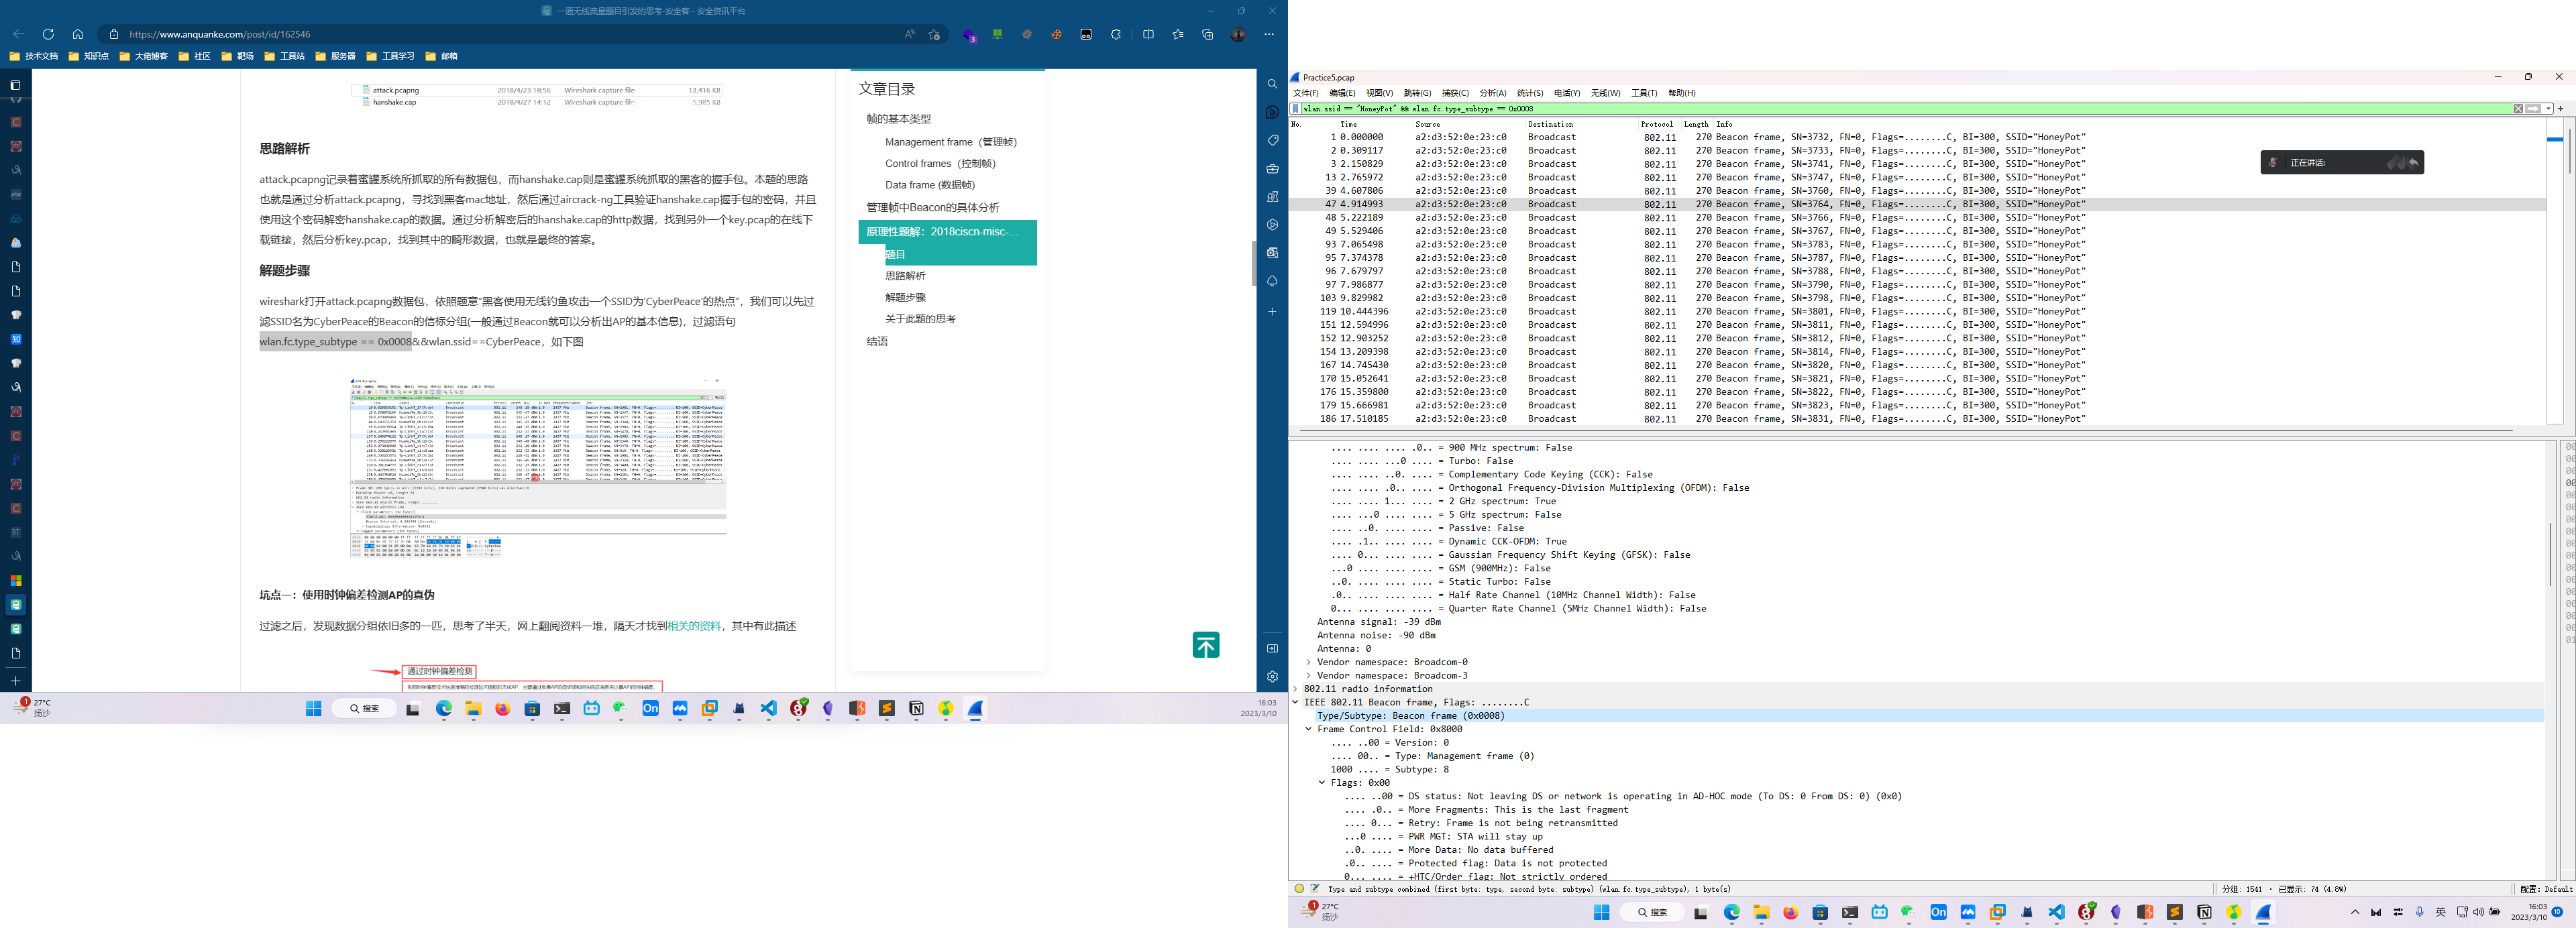 一道无线流量题目引发的思考-安全客 - 安全资讯平台
https://www.anquanke.com/post/id/162546
技术文档 知识点 大佬博客 社区 靶场 工具站 服务器 工具学习 邮箱
attack.pcapng 2018/4/23 18:56 Wireshark capture file 13,416 KB
hanshake.cap 2018/4/27 14:12 Wireshark capture file 5,985 KB
思路解析
attack.pcapng记录着蜜罐系统所抓取的所有数据包，而hanshake.cap则是蜜罐系统抓取的黑客的握手包。本题的思路
也就是通过分析attack.pcapng，寻找到黑客mac地址，然后通过aircrack-ng工具验证hanshake.cap握手包的密码，并且
使用这个密码解密hanshake.cap的数据。通过分析解密后的hanshake.cap的http数据，找到另外一个key.pcap的在线下
载链接，然后分析key.pcap，找到其中的畸形数据，也就是最终的答案。
解题步骤
wireshark打开attack.pcapng数据包，依照题意“黑客使用无线钓鱼攻击一个SSID为‘CyberPeace’的热点”，我们可以先过
滤SSID名为CyberPeace的Beacon的信标分组(一般通过Beacon就可以分析出AP的基本信息)，过滤语句
wlan.fc.type_subtype == 0x0008&&wlan.ssid==CyberPeace，如下图
坑点一：使用时钟偏差检测AP的真伪
过滤之后，发现数据分组依旧多的一匹，思考了半天，网上翻阅资料一堆，隔天才找到相关的资料，其中有此描述
通过时钟偏差检测
文章目录
帧的基本类型
Management frame（管理帧）
Control frames（控制帧）
Data frame (数据帧)
管理帧中Beacon的具体分析
原理性题解：2018ciscn-misc-...
题目
思路解析
解题步骤
关于此题的思考
结语
1
27°C
扬沙
搜索
16:03
2023/3/10
Practice5.pcap
文件(F) 编辑(E) 视图(V) 跳转(G) 捕获(C) 分析(A) 统计(S) 电话(Y) 无线(W) 工具(T) 帮助(H)
wlan.ssid == "HoneyPot" && wlan.fc.type_subtype == 0x0008
No. Time Source Destination Protocol Length Info
1 0.000000 a2:d3:52:0e:23:c0 Broadcast 802.11 270 Beacon frame, SN=3732, FN=0, Flags=........C, BI=300, SSID="HoneyPot"
2 0.309117 a2:d3:52:0e:23:c0 Broadcast 802.11 270 Beacon frame, SN=3733, FN=0, Flags=........C, BI=300, SSID="HoneyPot"
3 2.150829 a2:d3:52:0e:23:c0 Broadcast 802.11 270 Beacon frame, SN=3741, FN=0, Flags=........C, BI=300, SSID="HoneyPot"
13 2.765972 a2:d3:52:0e:23:c0 Broadcast 802.11 270 Beacon frame, SN=3747, FN=0, Flags=........C, BI=300, SSID="HoneyPot"
39 4.607806 a2:d3:52:0e:23:c0 Broadcast 802.11 270 Beacon frame, SN=3760, FN=0, Flags=........C, BI=300, SSID="HoneyPot"
47 4.914993 a2:d3:52:0e:23:c0 Broadcast 802.11 270 Beacon frame, SN=3764, FN=0, Flags=........C, BI=300, SSID="HoneyPot"
48 5.222189 a2:d3:52:0e:23:c0 Broadcast 802.11 270 Beacon frame, SN=3766, FN=0, Flags=........C, BI=300, SSID="HoneyPot"
49 5.529406 a2:d3:52:0e:23:c0 Broadcast 802.11 270 Beacon frame, SN=3767, FN=0, Flags=........C, BI=300, SSID="HoneyPot"
93 7.065498 a2:d3:52:0e:23:c0 Broadcast 802.11 270 Beacon frame, SN=3783, FN=0, Flags=........C, BI=300, SSID="HoneyPot"
95 7.374378 a2:d3:52:0e:23:c0 Broadcast 802.11 270 Beacon frame, SN=3787, FN=0, Flags=........C, BI=300, SSID="HoneyPot"
96 7.679797 a2:d3:52:0e:23:c0 Broadcast 802.11 270 Beacon frame, SN=3788, FN=0, Flags=........C, BI=300, SSID="HoneyPot"
97 7.986877 a2:d3:52:0e:23:c0 Broadcast 802.11 270 Beacon frame, SN=3790, FN=0, Flags=........C, BI=300, SSID="HoneyPot"
103 9.829982 a2:d3:52:0e:23:c0 Broadcast 802.11 270 Beacon frame, SN=3798, FN=0, Flags=........C, BI=300, SSID="HoneyPot"
119 10.444396 a2:d3:52:0e:23:c0 Broadcast 802.11 270 Beacon frame, SN=3801, FN=0, Flags=........C, BI=300, SSID="HoneyPot"
151 12.594996 a2:d3:52:0e:23:c0 Broadcast 802.11 270 Beacon frame, SN=3811, FN=0, Flags=........C, BI=300, SSID="HoneyPot"
152 12.903252 a2:d3:52:0e:23:c0 Broadcast 802.11 270 Beacon frame, SN=3812, FN=0, Flags=........C, BI=300, SSID="HoneyPot"
154 13.209398 a2:d3:52:0e:23:c0 Broadcast 802.11 270 Beacon frame, SN=3814, FN=0, Flags=........C, BI=300, SSID="HoneyPot"
167 14.745430 a2:d3:52:0e:23:c0 Broadcast 802.11 270 Beacon frame, SN=3820, FN=0, Flags=........C, BI=300, SSID="HoneyPot"
170 15.052641 a2:d3:52:0e:23:c0 Broadcast 802.11 270 Beacon frame, SN=3821, FN=0, Flags=........C, BI=300, SSID="HoneyPot"
176 15.359800 a2:d3:52:0e:23:c0 Broadcast 802.11 270 Beacon frame, SN=3822, FN=0, Flags=........C, BI=300, SSID="HoneyPot"
179 15.666981 a2:d3:52:0e:23:c0 Broadcast 802.11 270 Beacon frame, SN=3823, FN=0, Flags=........C, BI=300, SSID="HoneyPot"
186 17.510185 a2:d3:52:0e:23:c0 Broadcast 802.11 270 Beacon frame, SN=3831, FN=0, Flags=........C, BI=300, SSID="HoneyPot"
正在讲话:
.... .... .... .0.. = 900 MHz spectrum: False
.... .... ...0 .... = Turbo: False
.... .... ..0. .... = Complementary Code Keying (CCK): False
.... .... .0.. .... = Orthogonal Frequency-Division Multiplexing (OFDM): False
.... .... 1... .... = 2 GHz spectrum: True
.... ...0 .... .... = 5 GHz spectrum: False
.... ..0. .... .... = Passive: False
.... .1.. .... .... = Dynamic CCK-OFDM: True
.... 0... .... .... = Gaussian Frequency Shift Keying (GFSK): False
...0 .... .... .... = GSM (900MHz): False
..0. .... .... .... = Static Turbo: False
.0.. .... .... .... = Half Rate Channel (10MHz Channel Width): False
0... .... .... .... = Quarter Rate Channel (5MHz Channel Width): False
Antenna signal: -39 dBm
Antenna noise: -90 dBm
Antenna: 0
Vendor namespace: Broadcom-0
Vendor namespace: Broadcom-3
802.11 radio information
IEEE 802.11 Beacon frame, Flags: ........C
Type/Subtype: Beacon frame (0x0008)
Frame Control Field: 0x8000
.... ..00 = Version: 0
.... 00.. = Type: Management frame (0)
1000 .... = Subtype: 8
Flags: 0x00
.... ..00 = DS status: Not leaving DS or network is operating in AD-HOC mode (To DS: 0 From DS: 0) (0x0)
.... .0.. = More Fragments: This is the last fragment
.... 0... = Retry: Frame is not being retransmitted
...0 .... = PWR MGT: STA will stay up
..0. .... = More Data: No data buffered
.0.. .... = Protected flag: Data is not protected
0... .... = +HTC/Order flag: Not strictly ordered
Type and subtype combined (first byte: type, second byte: subtype) (wlan.fc.type_subtype), 1 byte(s)
分组: 1541 · 已显示: 74 (4.8%)
配置: Default
1
27°C
扬沙
搜索
英
16:03
2023/3/10
10